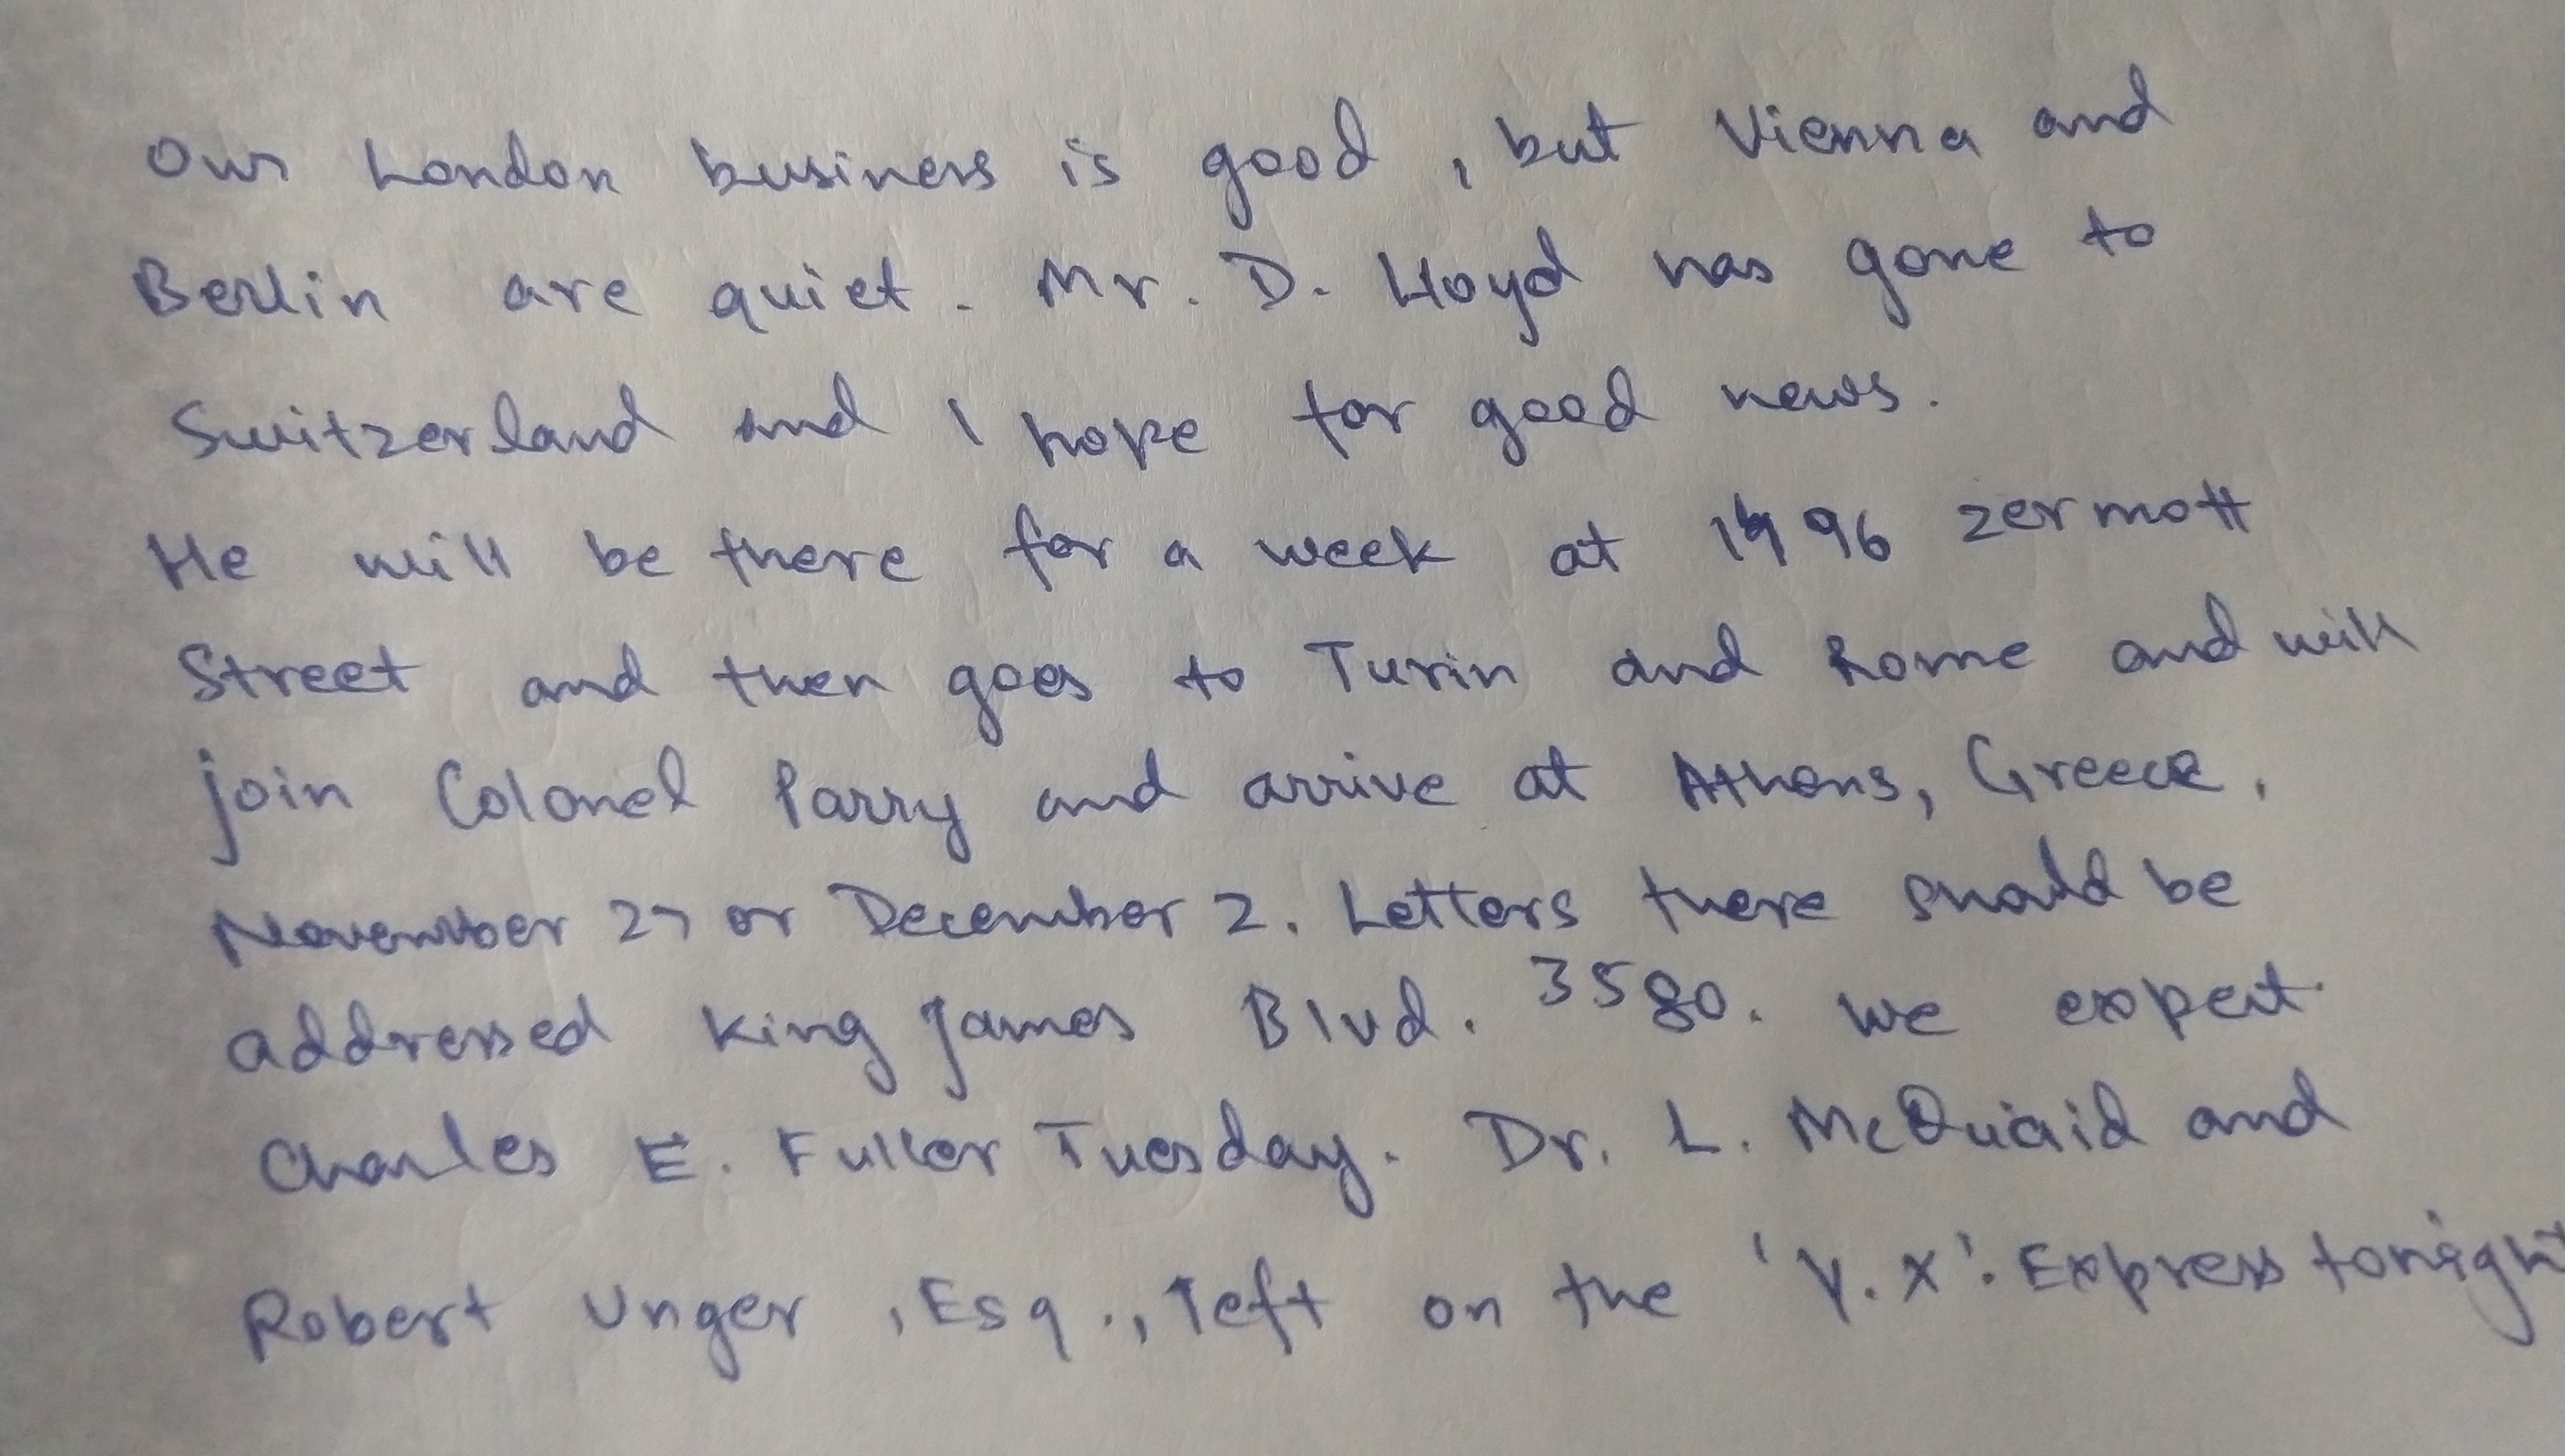 Our London business is good, but Vienna and
Berlin are quiet. Mr. D. Lloyd has gone to
Switzerland and I hope for good news.
He will be there for a week at 1496 zermott
Street and then goes to Turin and Rome and will
join Colonel Parry and arrive at Athens, Greece,
November 27 or December 2. Letters there should be
addressed King James Blvd. 3580. We expect
Charles E. Fuller Tuesday. Dr. L. McQuaid and
Robert Unger, Esq., left on the 'Y.X'. Express tonight